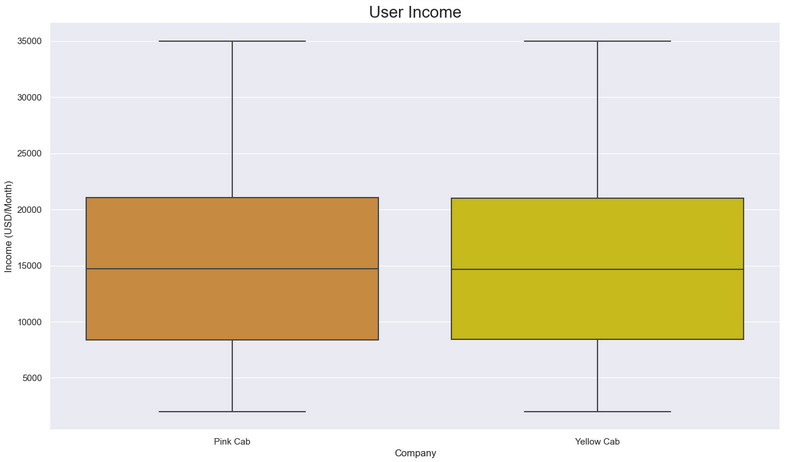 User Income
Income (USD/Month)
35000
30000
25000
20000
15000
10000
5000
Pink Cab
Yellow Cab
Company